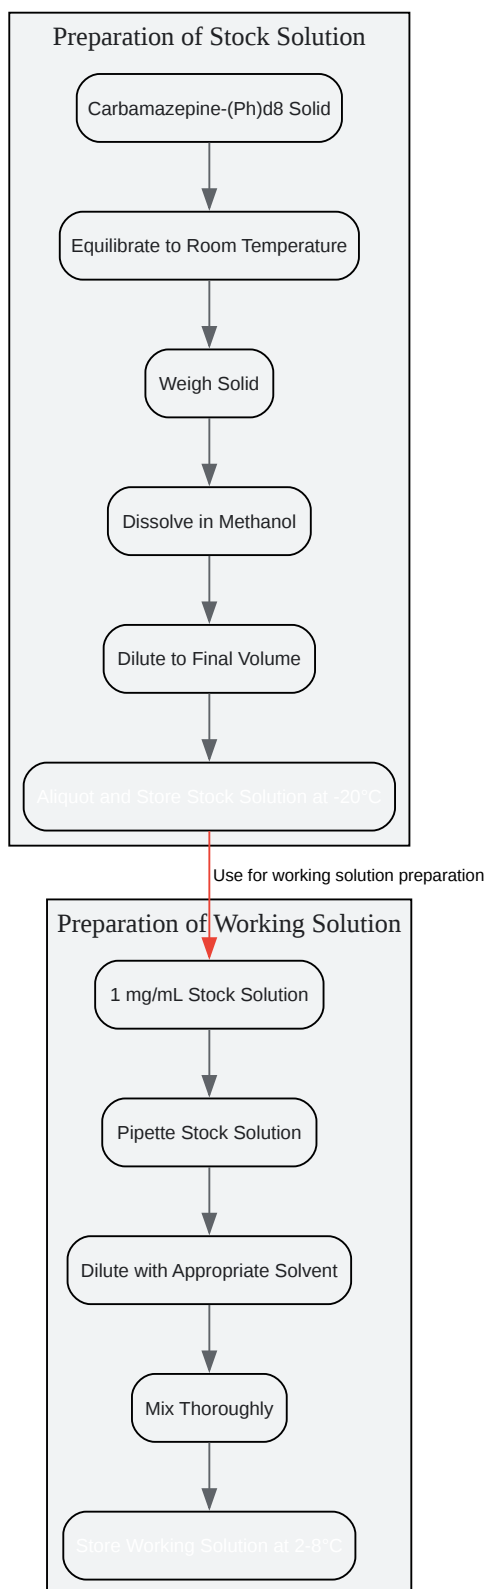 Preparation of Stock Solution
Carbamazepine-(Ph)d8 Solid
Equilibrate to Room Temperature
Weigh Solid
Dissolve in Methanol
Dilute to Final Volume
Aliquot and Store Stock Solution at -20°C
Use for working solution preparation
Preparation of Working Solution
1 mg/mL Stock Solution
Pipette Stock Solution
Dilute with Appropriate Solvent
Mix Thoroughly
Store Working Solution at 2-8°C